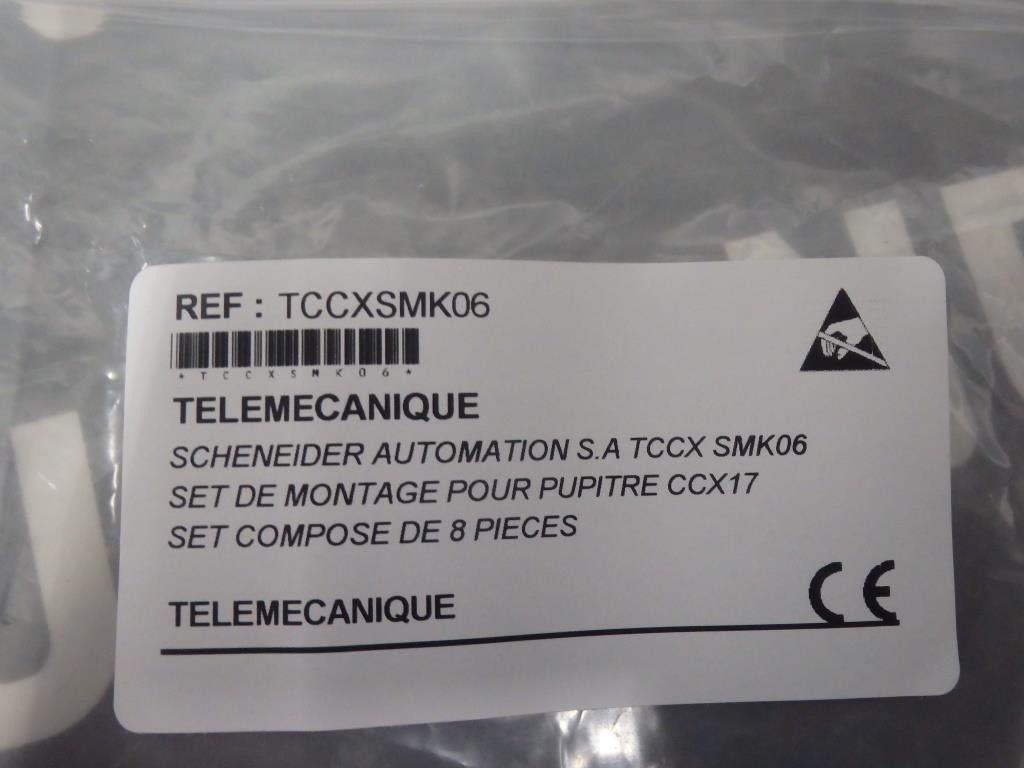 REF : TCCXSMK06
*TCCXSMK06*
TELEMECANIQUE
SCHENEIDER AUTOMATION S.A TCCX SMK06
SET DE MONTAGE POUR PUPITRE CCX17
SET COMPOSE DE 8 PIECES
TELEMECANIQUE
CE